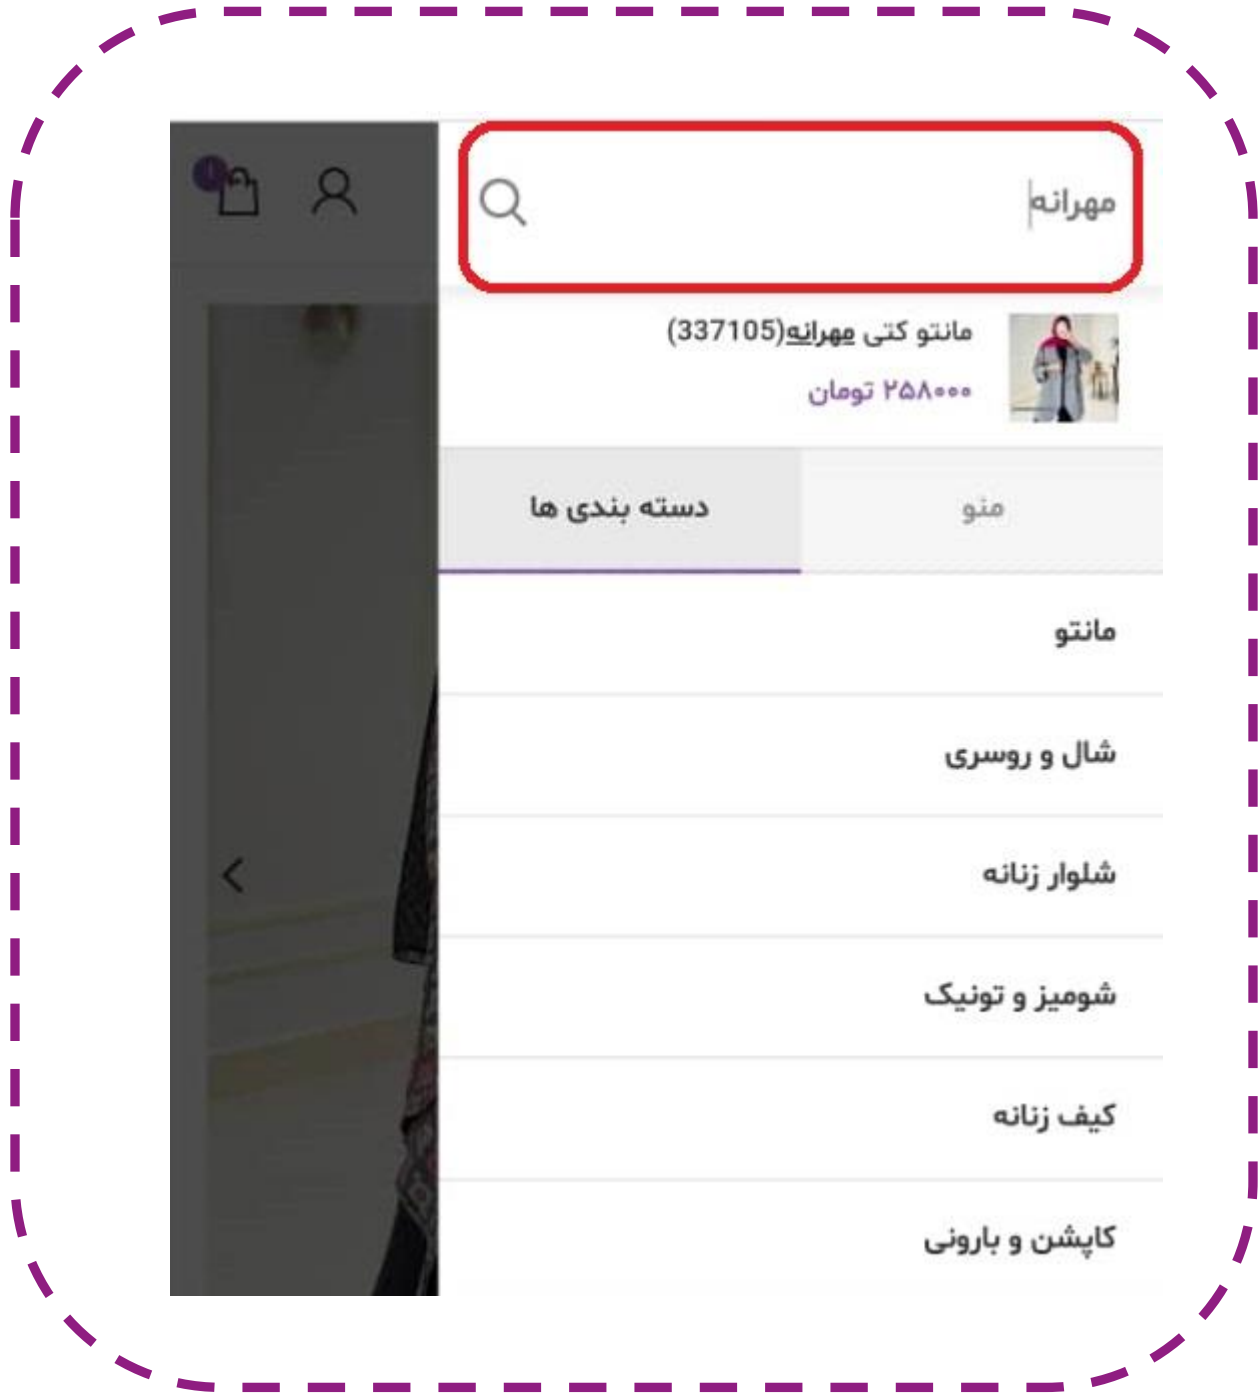 مهرانه
مانتو کتی مهرانه(337105)
۲۵۸۰۰۰ تومان
منو
دسته بندی ها
مانتو
شال و روسری
شلوار زنانه
شومیز و تونیک
کیف زنانه
کاپشن و بارونی